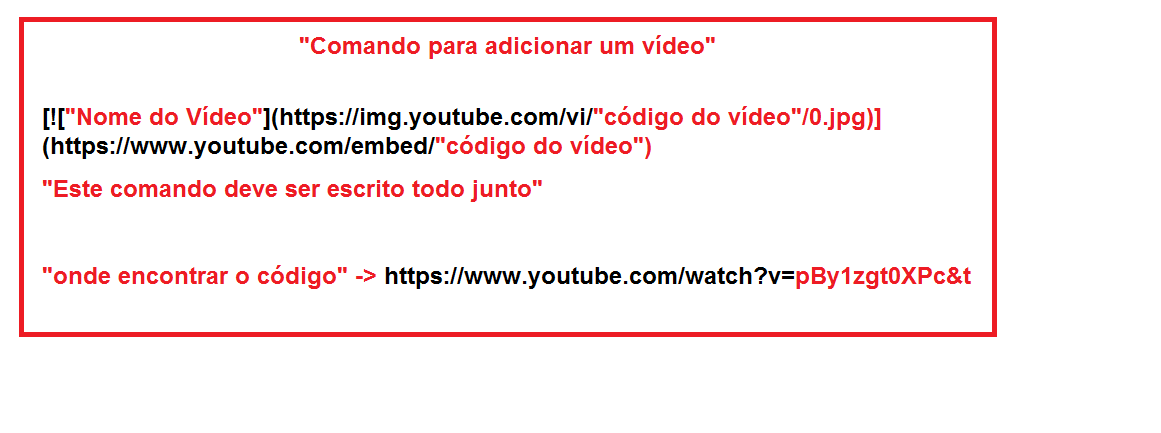 "Comando para adicionar um vídeo"
[!["Nome do Vídeo"](https://img.youtube.com/vi/"código do vídeo"/0.jpg)]
(https://www.youtube.com/embed/"código do vídeo")
"Este comando deve ser escrito todo junto"
"onde encontrar o código" -> https://www.youtube.com/watch?v=pBy1zgt0XPc&t